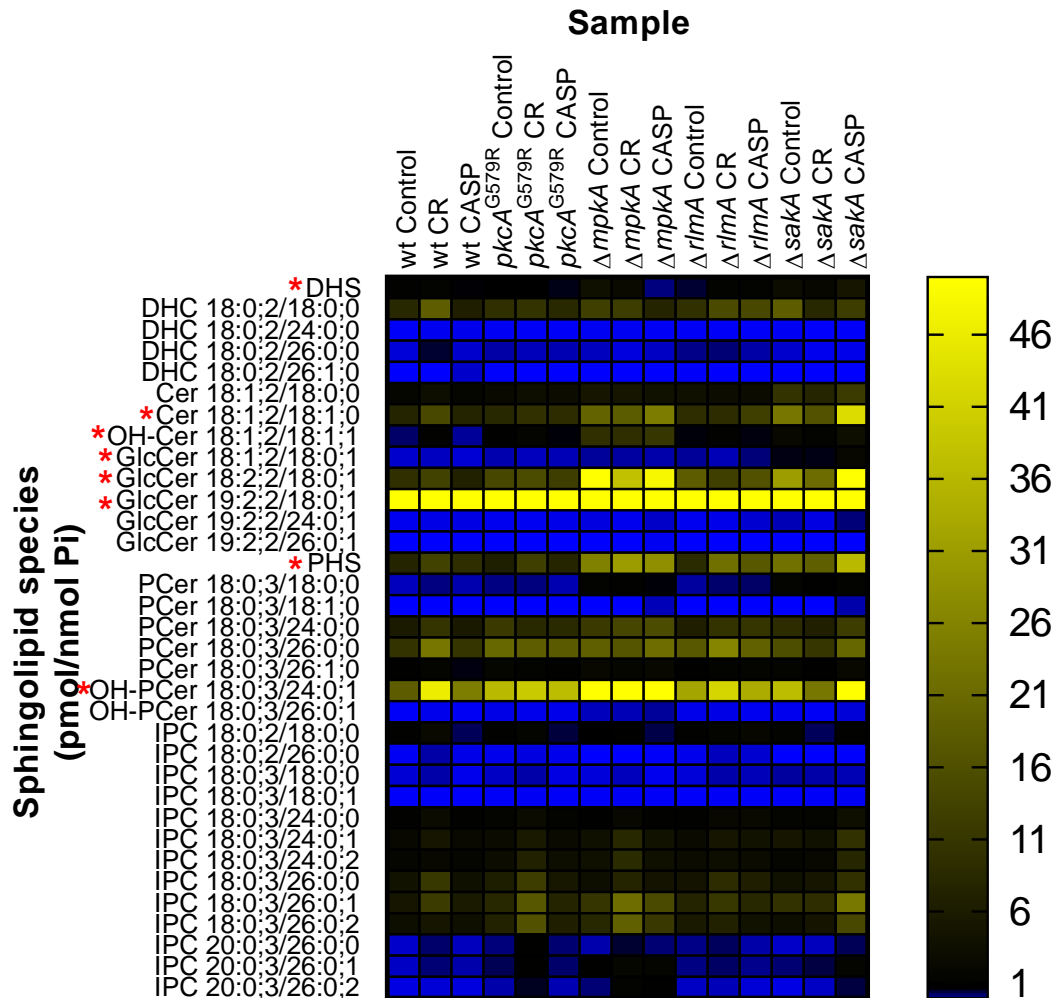 Sample
wt Control
wt CR
wt CASP
pkcA^G579R Control
pkcA^G579R CR
pkcA^G579R CASP
ΔmpkA Control
ΔmpkA CR
ΔmpkA CASP
ΔrlmA Control
ΔrlmA CR
ΔrlmA CASP
ΔsakA Control
ΔsakA CR
ΔsakA CASP
Sphingolipid species
(pmol/nmol Pi)
*DHS
DHC 18:0;2/18:0;0
DHC 18:0;2/24:0;0
DHC 18:0;2/26:0;0
DHC 18:0;2/26:1;0
Cer 18:1;2/18:0;0
*Cer 18:1;2/18:1;0
*OH-Cer 18:1;2/18:1;1
*GlcCer 18:1;2/18:0;1
*GlcCer 18:2;2/18:0;1
*GlcCer 19:2;2/18:0;1
GlcCer 19:2;2/24:0;1
GlcCer 19:2;2/26:0;1
*PHS
PCer 18:0;3/18:0;0
PCer 18:0;3/18:1;0
PCer 18:0;3/24:0;0
PCer 18:0;3/26:0;0
PCer 18:0;3/26:1;0
*OH-PCer 18:0;3/24:0;1
OH-PCer 18:0;3/26:0;1
IPC 18:0;2/18:0;0
IPC 18:0;2/26:0;0
IPC 18:0;3/18:0;0
IPC 18:0;3/18:0;1
IPC 18:0;3/24:0;0
IPC 18:0;3/24:0;1
IPC 18:0;3/24:0;2
IPC 18:0;3/26:0;0
IPC 18:0;3/26:0;1
IPC 18:0;3/26:0;2
IPC 20:0;3/26:0;0
IPC 20:0;3/26:0;1
IPC 20:0;3/26:0;2
46
41
36
31
26
21
16
11
6
1